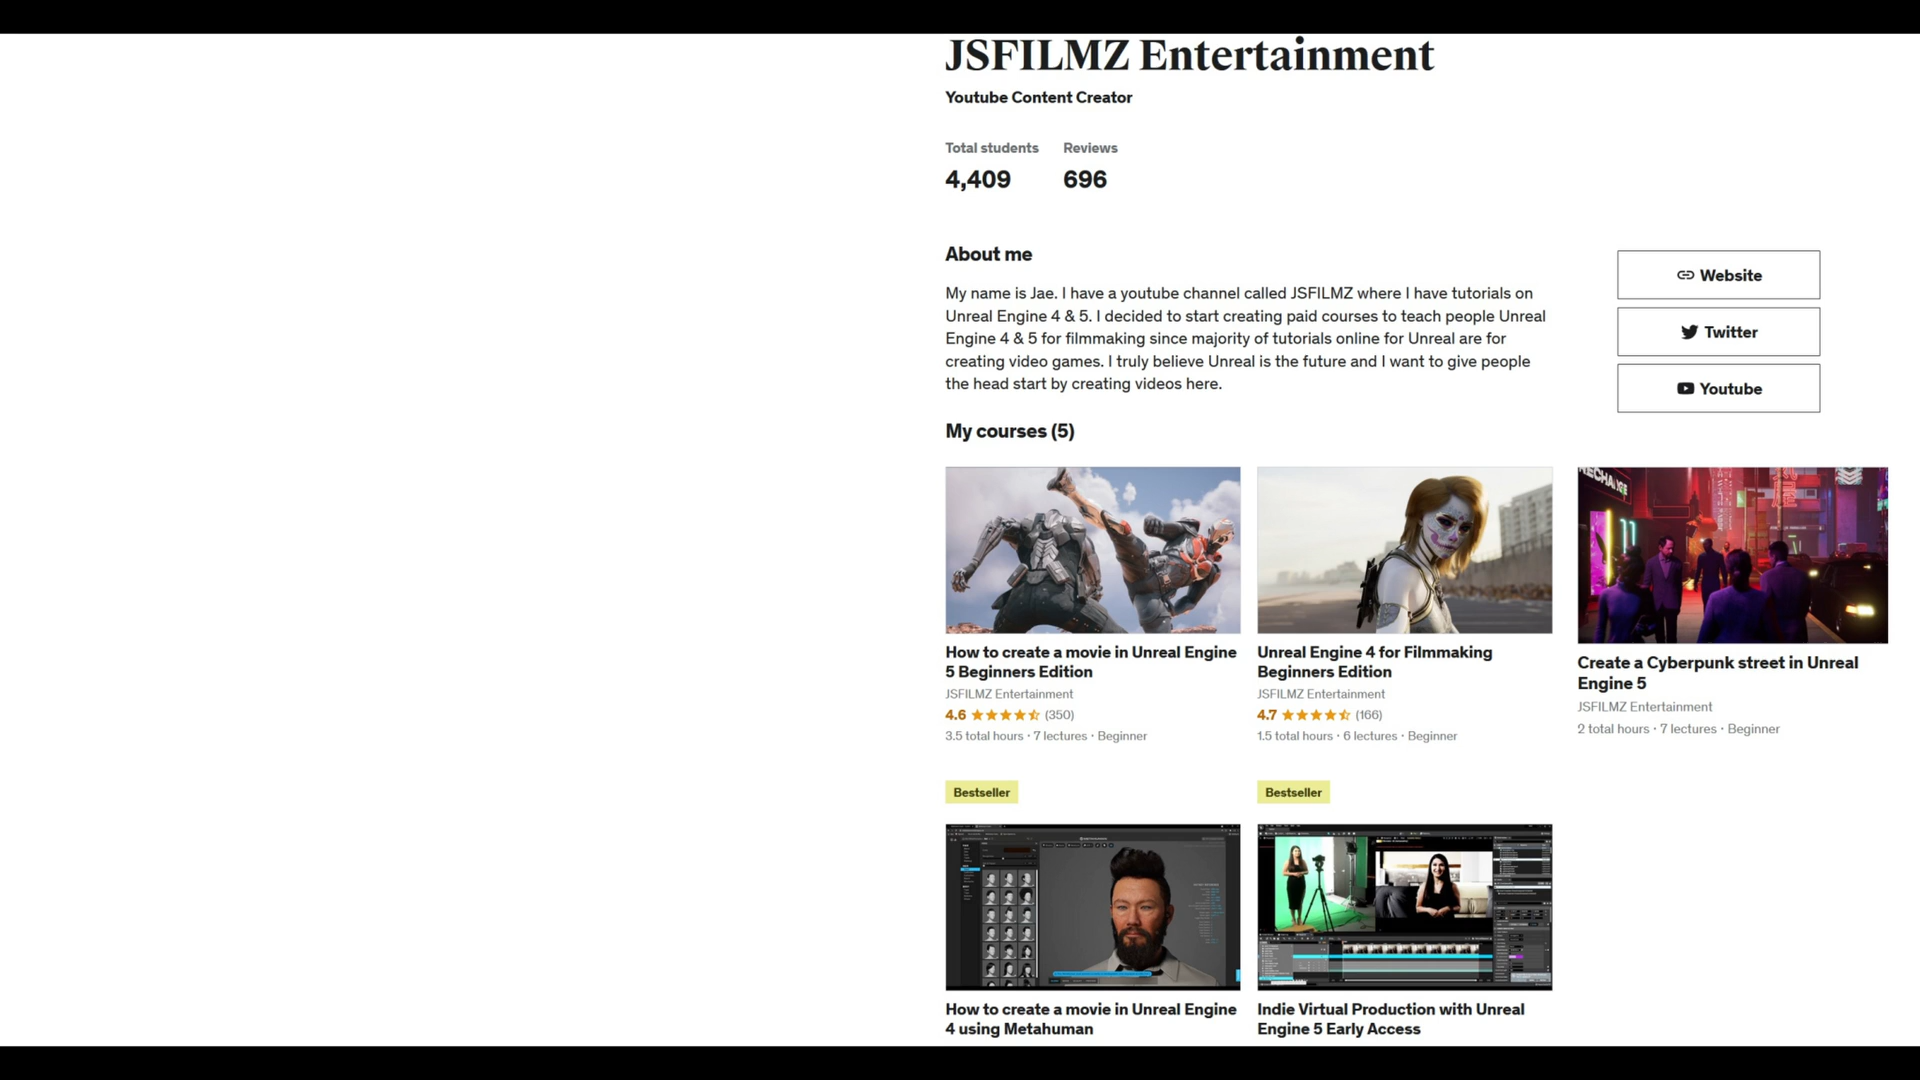 JSFILMZ Entertainment
Youtube Content Creator
Total students
Reviews
4,409
696
About me
My name is Jae. I have a youtube channel called JSFILMZ where I have tutorials on
Unreal Engine 4 & 5. I decided to start creating paid courses to teach people Unreal
Engine 4 & 5 for filmmaking since majority of tutorials online for Unreal are for
creating video games. I truly believe Unreal is the future and I want to give people
the head start by creating videos here.
Website
Twitter
Youtube
My courses (5)
How to create a movie in Unreal Engine
5 Beginners Edition
JSFILMZ Entertainment
4.6 (350)
3.5 total hours · 7 lectures · Beginner
Bestseller
Unreal Engine 4 for Filmmaking
Beginners Edition
JSFILMZ Entertainment
4.7 (166)
1.5 total hours · 6 lectures · Beginner
Bestseller
Create a Cyberpunk street in Unreal
Engine 5
JSFILMZ Entertainment
2 total hours · 7 lectures · Beginner
How to create a movie in Unreal Engine
4 using Metahuman
Indie Virtual Production with Unreal
Engine 5 Early Access